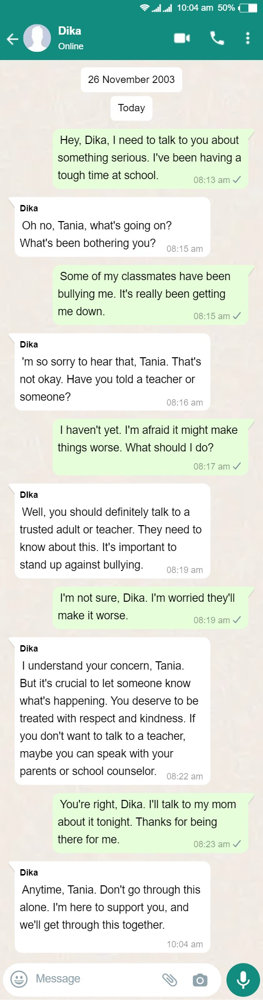 10:04 am 50%
Dika
Online
26 November 2003
Today
Hey, Dika, I need to talk to you about
something serious. I've been having a
tough time at school.
08:13 am
Dika
Oh no, Tania, what's going on?
What's been bothering you?
08:15 am
Some of my classmates have been
bullying me. It's really been getting
me down.
08:15 am
Dika
'm so sorry to hear that, Tania. That's
not okay. Have you told a teacher or
someone?
08:16 am
I haven't yet. I'm afraid it might make
things worse. What should I do?
08:17 am
DIka
Well, you should definitely talk to a
trusted adult or teacher. They need to
know about this. It's important to
stand up against bullying.
08:19 am
I'm not sure, Dika. I'm worried they'll
make it worse.
08:19 am
Dika
I understand your concern, Tania.
But it's crucial to let someone know
what's happening. You deserve to be
treated with respect and kindness. If
you don't want to talk to a teacher,
maybe you can speak with your
parents or school counselor.
08:22 am
You're right, Dika. I'll talk to my mom
about it tonight. Thanks for being
there for me.
08:23 am
Dika
Anytime, Tania. Don't go through this
alone. I'm here to support you, and
we'll get through this together.
10:04 am
Message